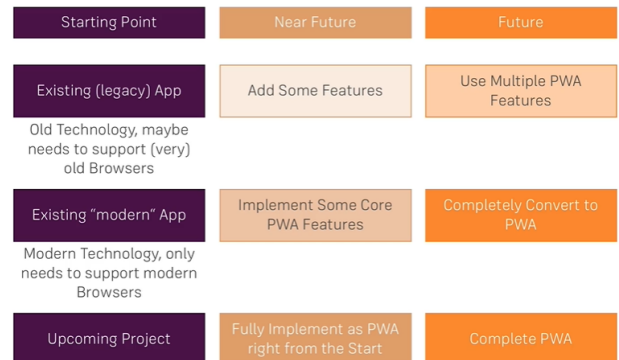 Starting Point
Near Future
Future
Existing (legacy) App
Add Some Features
Use Multiple PWA
Features
Old Technology, maybe
needs to support (very)
old Browsers
Existing “modern” App
Implement Some Core
PWA Features
Completely Convert to
PWA
Modern Technology, only
needs to support modern
Browsers
Upcoming Project
Fully Implement as PWA
right from the Start
Complete PWA